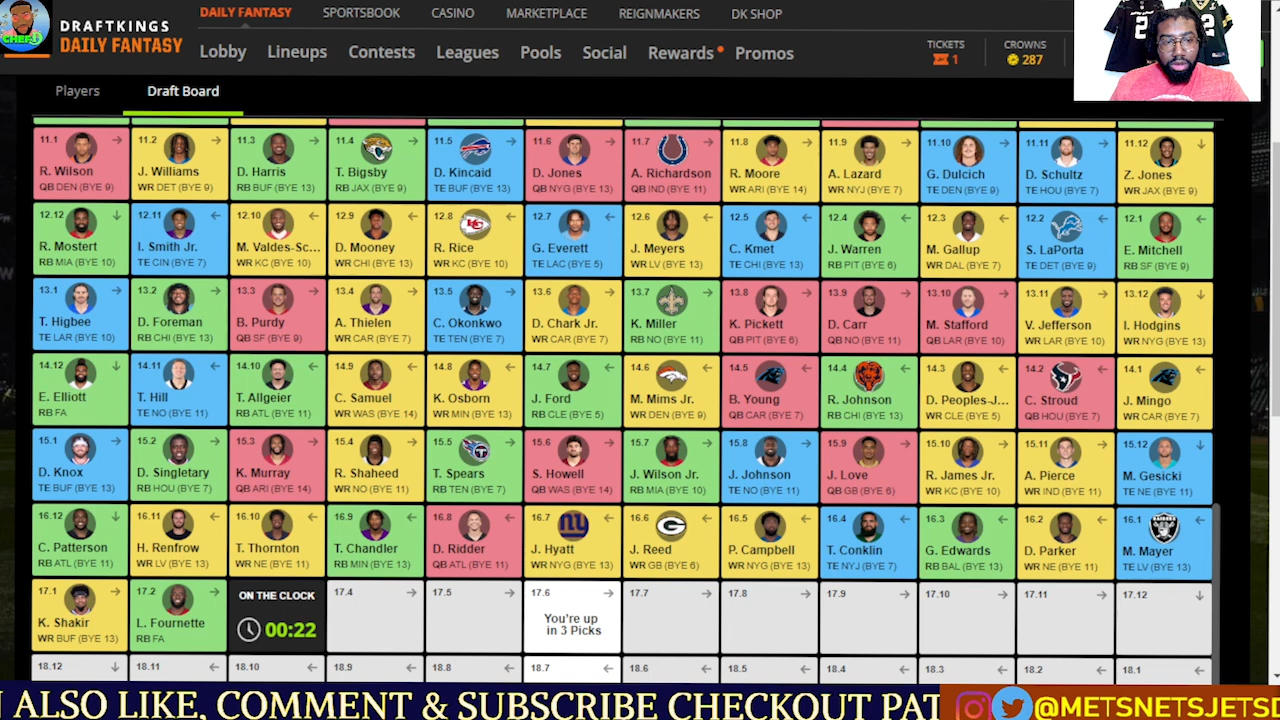 CHEF
DRAFTKINGS
DAILY FANTASY
DAILY FANTASY SPORTSBOOK CASINO MARKETPLACE REIGNMAKERS DK SHOP
Lobby Lineups Contests Leagues Pools Social Rewards Promos
TICKETS
1
CROWNS
287
2 2
Players Draft Board
11.1 11.2 11.3 11.4 11.5 11.6 11.7 11.8 11.9 11.10 11.11 11.12
R. Wilson J. Williams D. Harris T. Bigsby D. Kincaid D. Jones A. Richardson R. Moore A. Lazard G. Dulcich D. Schultz Z. Jones
QB DEN (BYE 9) WR DET (BYE 9) RB BUF (BYE 13) RB JAX (BYE 9) TE BUF (BYE 13) QB NYG (BYE 13) QB IND (BYE 11) WR ARI (BYE 14) WR NYJ (BYE 7) TE DEN (BYE 9) TE HOU (BYE 7) WR JAX (BYE 9)
12.12 12.11 12.10 12.9 12.8 12.7 12.6 12.5 12.4 12.3 12.2 12.1
R. Mostert I. Smith Jr. M. Valdes-Sc... D. Mooney R. Rice G. Everett J. Meyers C. Kmet J. Warren M. Gallup S. LaPorta E. Mitchell
RB MIA (BYE 10) TE CIN (BYE 7) WR KC (BYE 10) WR CHI (BYE 13) WR KC (BYE 10) TE LAC (BYE 5) WR LV (BYE 13) TE CHI (BYE 13) RB PIT (BYE 6) WR DAL (BYE 7) TE DET (BYE 9) RB SF (BYE 9)
13.1 13.2 13.3 13.4 13.5 13.6 13.7 13.8 13.9 13.10 13.11 13.12
T. Higbee D. Foreman B. Purdy A. Thielen C. Okonkwo D. Chark Jr. K. Miller K. Pickett D. Carr M. Stafford V. Jefferson I. Hodgins
TE LAR (BYE 10) RB CHI (BYE 13) QB SF (BYE 9) WR CAR (BYE 7) TE TEN (BYE 7) WR CAR (BYE 7) RB NO (BYE 11) QB PIT (BYE 6) QB NO (BYE 11) QB LAR (BYE 10) WR LAR (BYE 10) WR NYG (BYE 13)
14.12 14.11 14.10 14.9 14.8 14.7 14.6 14.5 14.4 14.3 14.2 14.1
E. Elliott T. Hill T. Allgeier C. Samuel K. Osborn J. Ford M. Mims Jr. B. Young R. Johnson D. Peoples-J... C. Stroud J. Mingo
RB FA TE NO (BYE 11) RB ATL (BYE 11) WR WAS (BYE 14) WR MIN (BYE 13) RB CLE (BYE 5) WR DEN (BYE 9) QB CAR (BYE 7) RB CHI (BYE 13) WR CLE (BYE 5) QB HOU (BYE 7) WR CAR (BYE 7)
15.1 15.2 15.3 15.4 15.5 15.6 15.7 15.8 15.9 15.10 15.11 15.12
D. Knox D. Singletary K. Murray R. Shaheed T. Spears S. Howell J. Wilson Jr. J. Johnson J. Love R. James Jr. A. Pierce M. Gesicki
TE BUF (BYE 13) RB HOU (BYE 7) QB ARI (BYE 14) WR NO (BYE 11) RB TEN (BYE 7) QB WAS (BYE 14) RB MIA (BYE 10) TE NO (BYE 11) QB GB (BYE 6) WR KC (BYE 10) WR IND (BYE 11) TE NE (BYE 11)
16.12 16.11 16.10 16.9 16.8 16.7 16.6 16.5 16.4 16.3 16.2 16.1
C. Patterson H. Renfrow T. Thornton T. Chandler D. Ridder J. Hyatt J. Reed P. Campbell T. Conklin G. Edwards D. Parker M. Mayer
RB ATL (BYE 11) WR LV (BYE 13) WR NE (BYE 11) RB MIN (BYE 13) QB ATL (BYE 11) WR NYG (BYE 13) WR GB (BYE 6) WR NYG (BYE 13) TE NYJ (BYE 7) RB BAL (BYE 13) WR NE (BYE 11) TE LV (BYE 13)
17.1 17.2 ON THE CLOCK 17.4 17.5 17.6 17.7 17.8 17.9 17.10 17.11 17.12
K. Shakir L. Fournette 00:22 You're up
WR BUF (BYE 13) RB FA in 3 Picks
18.12 18.11 18.10 18.9 18.8 18.7 18.6 18.5 18.4 18.3 18.2 18.1
N ALSO LIKE, COMMENT & SUBSCRIBE CHECKOUT PAT @METSNETSJETS